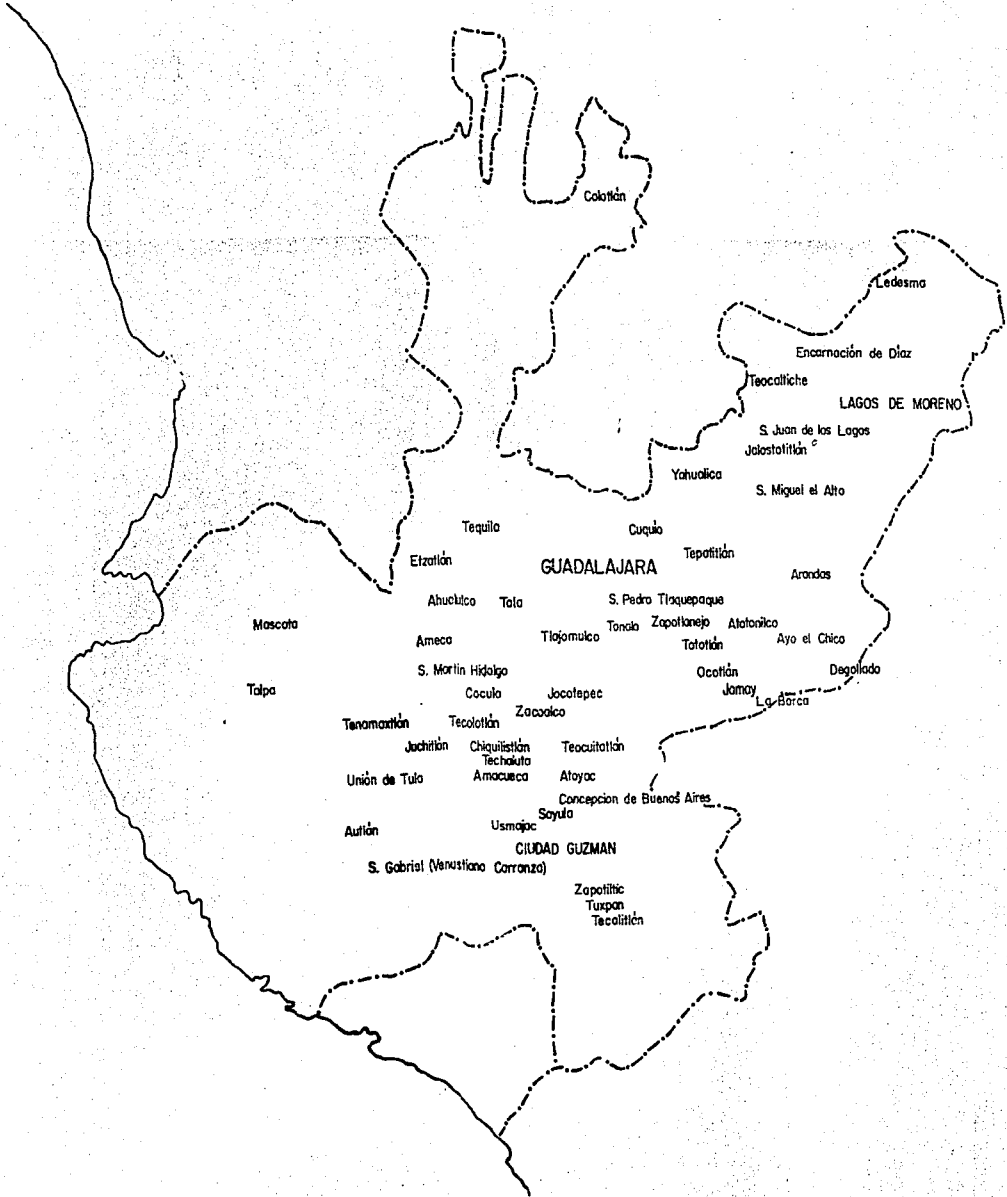 Colotlán
Ledesma
Encarnación de Díaz
Teocaltiche
LAGOS DE MORENO
S. Juan de los Lagos
Jalostotitlán
Yahualica
S. Miguel el Alto
Tequila
Cuquio
Etzatlán
GUADALAJARA
Tepatitlán
Arandas
Ahuclulco
Tala
S. Pedro Tlaquepaque
Mascota
Ameca
Tlajomulco
Tonala
Zapotlanejo
Atotonilco
Tototlán
Ayo el Chico
S. Martín Hidalgo
Ocotlán
Degollado
Talpa
Cocula
Jocotepec
Jamay
La Barca
Zacoalco
Tenamaxtlán
Tecolotlán
Juchitlán
Chiquilistlán
Teocuitatlán
Techaluta
Unión de Tula
Amacueca
Atoyac
Concepcion de Buenos Aires
Sayula
Autlán
Usmajac
CIUDAD GUZMAN
S. Gabriel (Venustiano Carranza)
Zapotiltic
Tuxpan
Tecalitlán